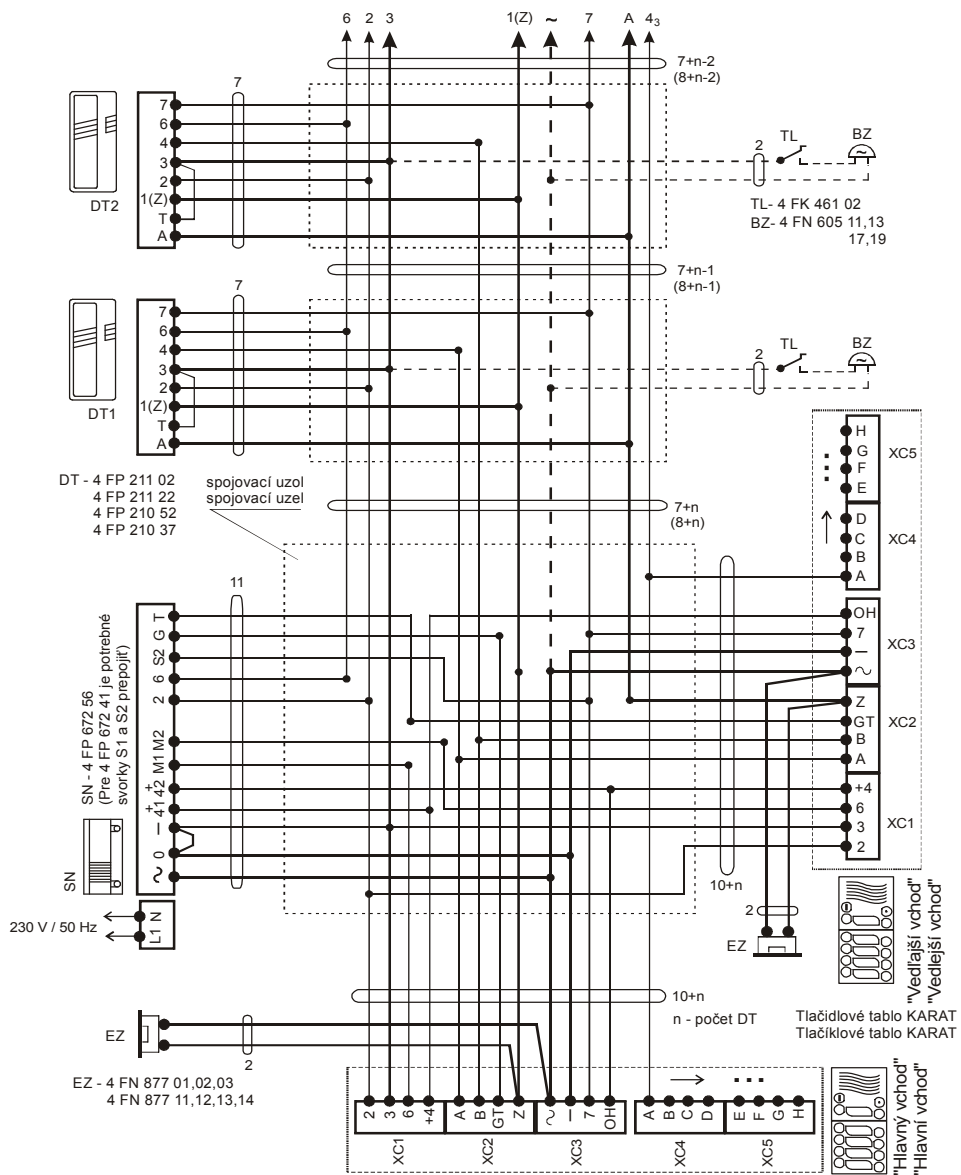 6 2 3 1(Z) ~ 7 A 4₃
7+n-2
(8+n-2)
7
7
6
4
3
2
1(Z)
T
A
DT2
2 TL BZ
TL- 4 FK 461 02
BZ- 4 FN 605 11,13
17,19
7+n-1
(8+n-1)
7
7
6
4
3
2
1(Z)
T
A
DT1
2 TL BZ
DT - 4 FP 211 02
4 FP 211 22
4 FP 210 52
4 FP 210 37
spojovací uzol
spojovací uzel
7+n
(8+n)
H
G
F
E
XC5
D
C
B
A
XC4
OH
7
—
~
XC3
Z
GT
B
A
XC2
+4
6
3
2
XC1
11
T
G
S2
6
2
M2
M1
+42
+41
—
0
~
SN - 4 FP 672 56
(Pre 4 FP 672 41 je potrebné
svorky S1 a S2 prepojiť)
SN
L1 N
230 V / 50 Hz
10+n
2
EZ
"Vedľajší vchod"
"Vedlejší vchod"
Tlačidlové tablo KARAT
Tlačíklové tablo KARAT
10+n
n - počet DT
EZ
2
EZ - 4 FN 877 01,02,03
4 FN 877 11,12,13,14
2 3 6 +4 A B GT Z ~ — 7 OH A B C D E F G H
XC1 XC2 XC3 XC4 XC5
"Hlavný vchod"
"Hlavní vchod"